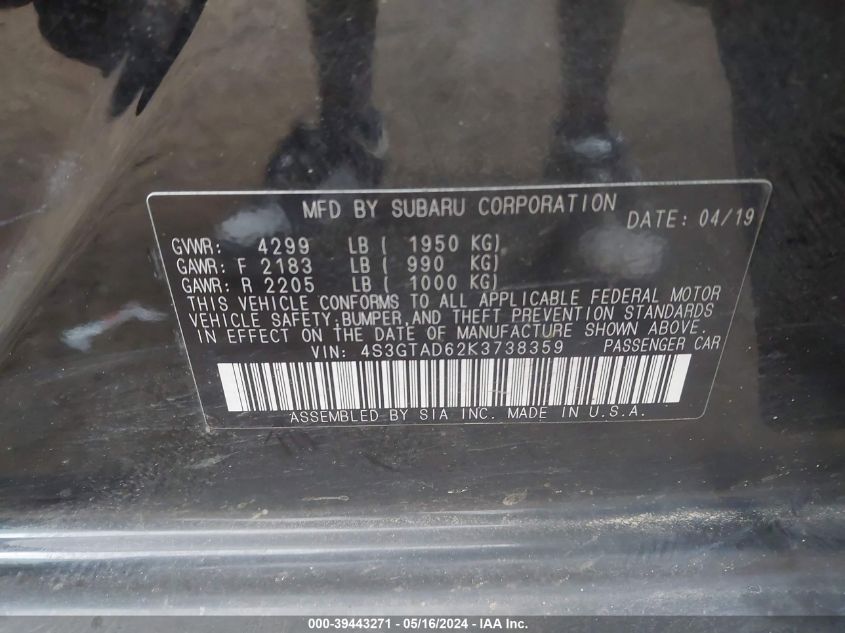 MFD BY SUBARU CORPORATION DATE: 04/19
GVWR: 4299 LB ( 1950 KG)
GAWR: F 2183 LB ( 990 KG)
GAWR: R 2205 LB ( 1000 KG)
THIS VEHICLE CONFORMS TO ALL APPLICABLE FEDERAL MOTOR
VEHICLE SAFETY, BUMPER, AND THEFT PREVENTION STANDARDS
IN EFFECT ON THE DATE OF MANUFACTURE SHOWN ABOVE.
VIN: 4S3GTAD62K3738359 PASSENGER CAR
ASSEMBLED BY SIA INC. MADE IN U.S.A.
000-39443271 - 05/16/2024 - IAA Inc.